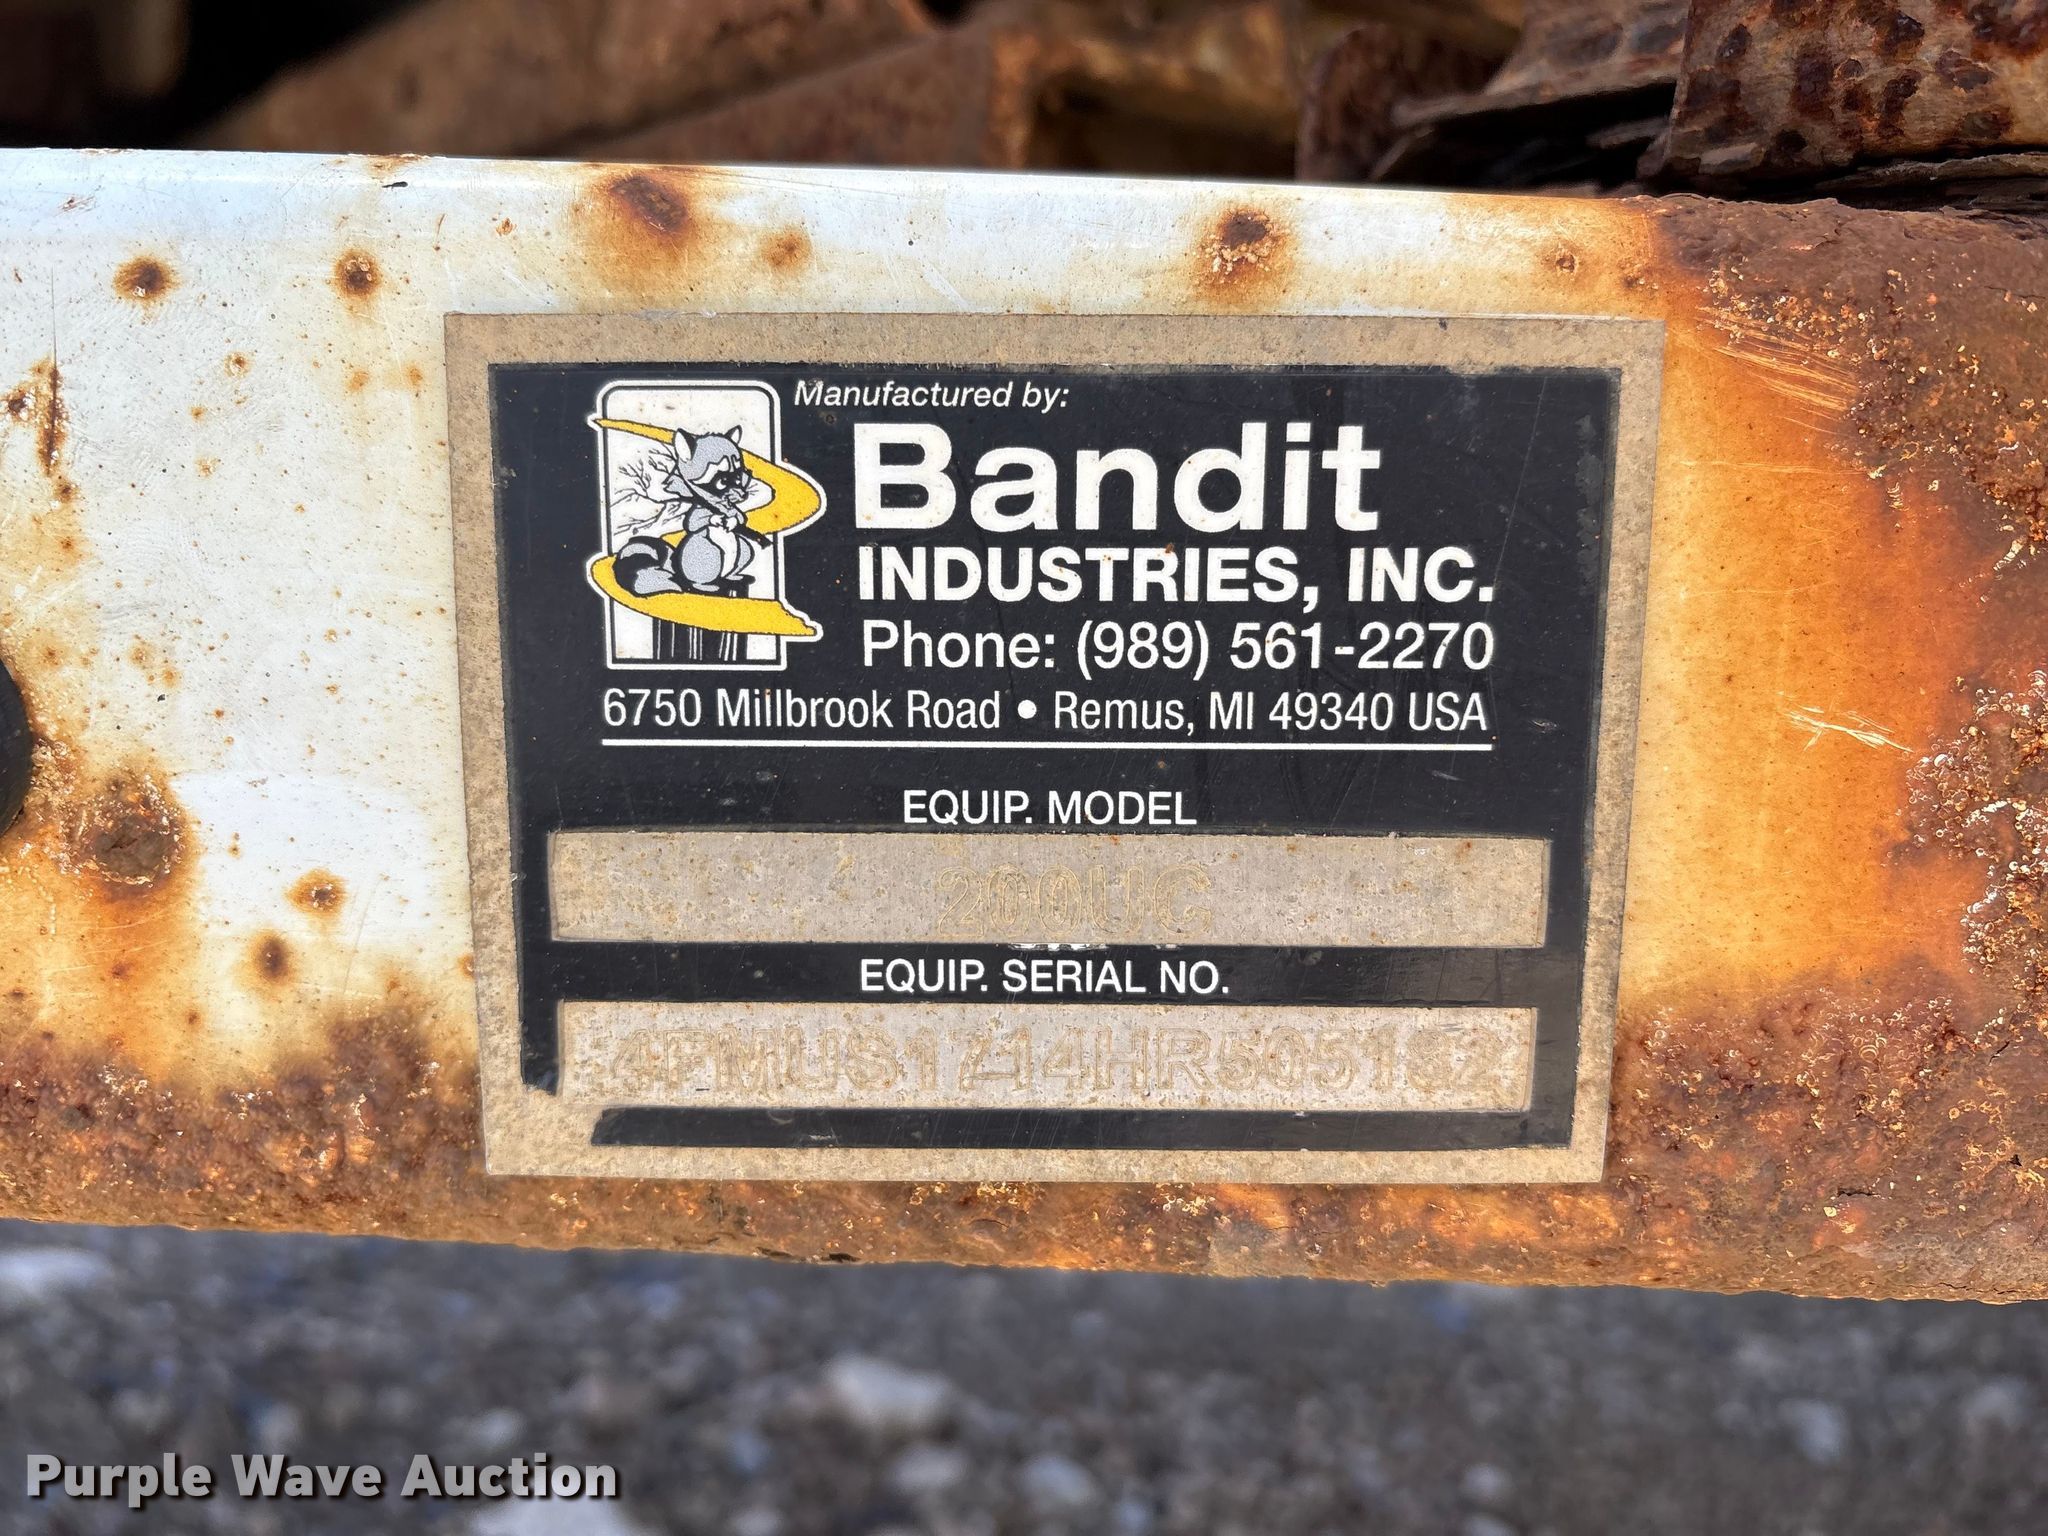 Manufactured by:
Bandit
INDUSTRIES, INC.
Phone: (989) 561-2270
6750 Millbrook Road • Remus, MI 49340 USA
EQUIP. MODEL
200UC
EQUIP. SERIAL NO.
4FMUS1714HR505182
Purple Wave Auction